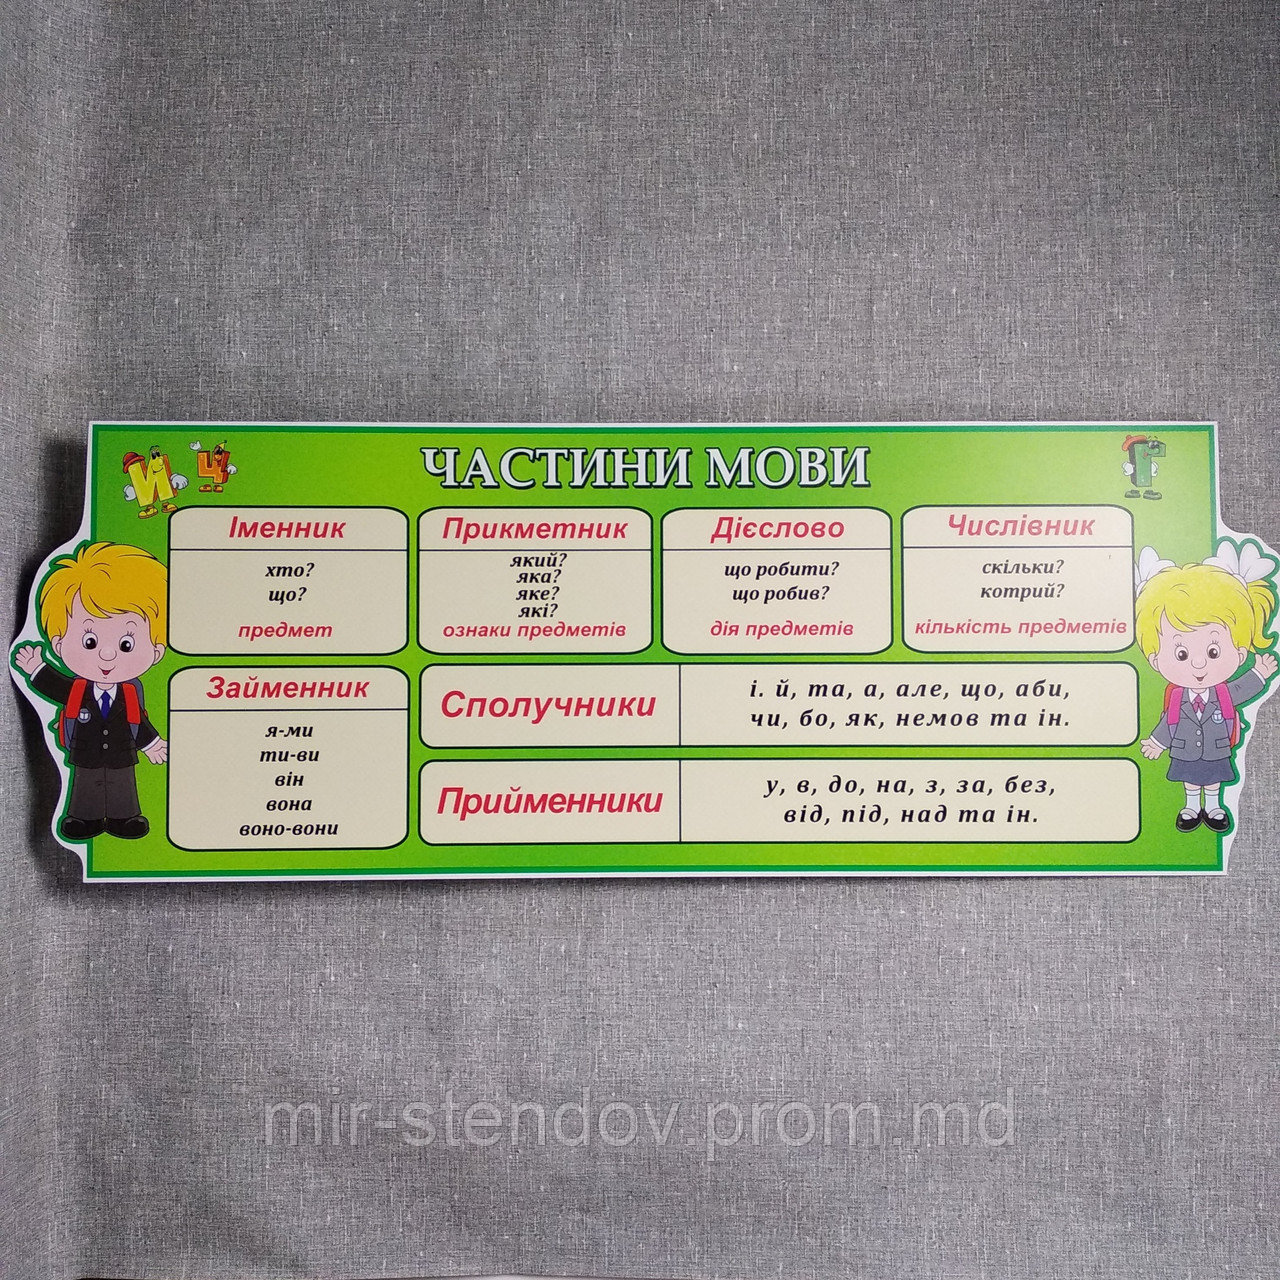 И Ч
ЧАСТИНИ МОВИ
Г
Іменник
хто?
що?
предмет
Прикметник
який?
яка?
яке?
які?
ознаки предметів
Дієслово
що робити?
що робив?
дія предметів
Числівник
скільки?
котрий?
кількість предметів
Займенник
я-ми
ти-ви
він
вона
воно-вони
Сполучники
і. й, та, а, але, що, аби,
чи, бо, як, немов та ін.
Прийменники
у, в, до, на, з, за, без,
від, під, над та ін.
mir-stendov.prom.md